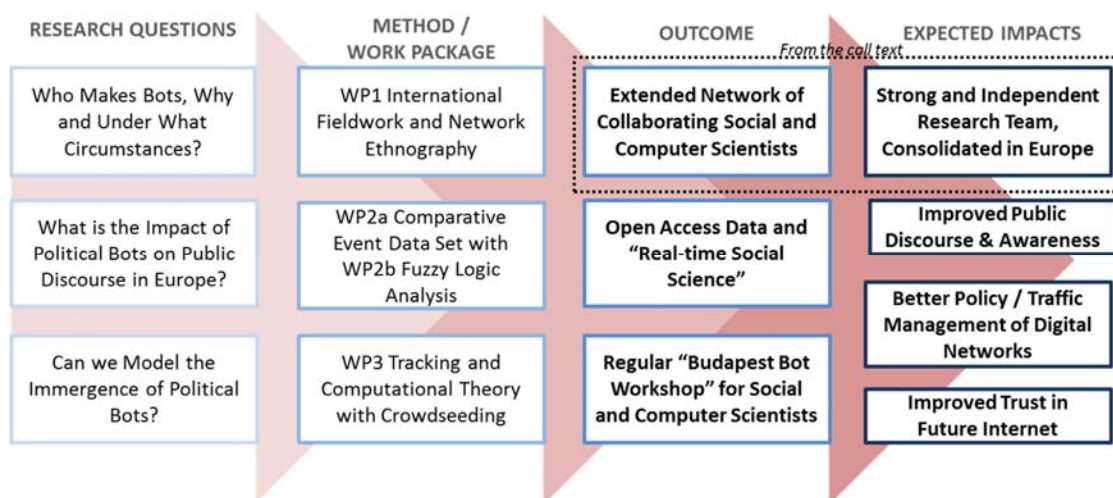 RESEARCH QUESTIONS
Who Makes Bots, Why
and Under What
Circumstances?
What is the Impact of
Political Bots on Public
Discourse in Europe?
Can we Model the
Immergence of Political
Bots?
METHOD /
WORK PACKAGE
WP1 International
Fieldwork and Network
Ethnography
WP2a Comparative
Event Data Set with
WP2b Fuzzy Logic
Analysis
WP3 Tracking and
Computational Theory
with Crowdseeding
OUTCOME
From the call text
Extended Network of
Collaborating Social and
Computer Scientists
Open Access Data and
“Real-time Social
Science”
Regular “Budapest Bot
Workshop” for Social
and Computer Scientists
EXPECTED IMPACTS
Strong and Independent
Research Team,
Consolidated in Europe
Improved Public
Discourse & Awareness
Better Policy / Traffic
Management of Digital
Networks
Improved Trust in
Future Internet